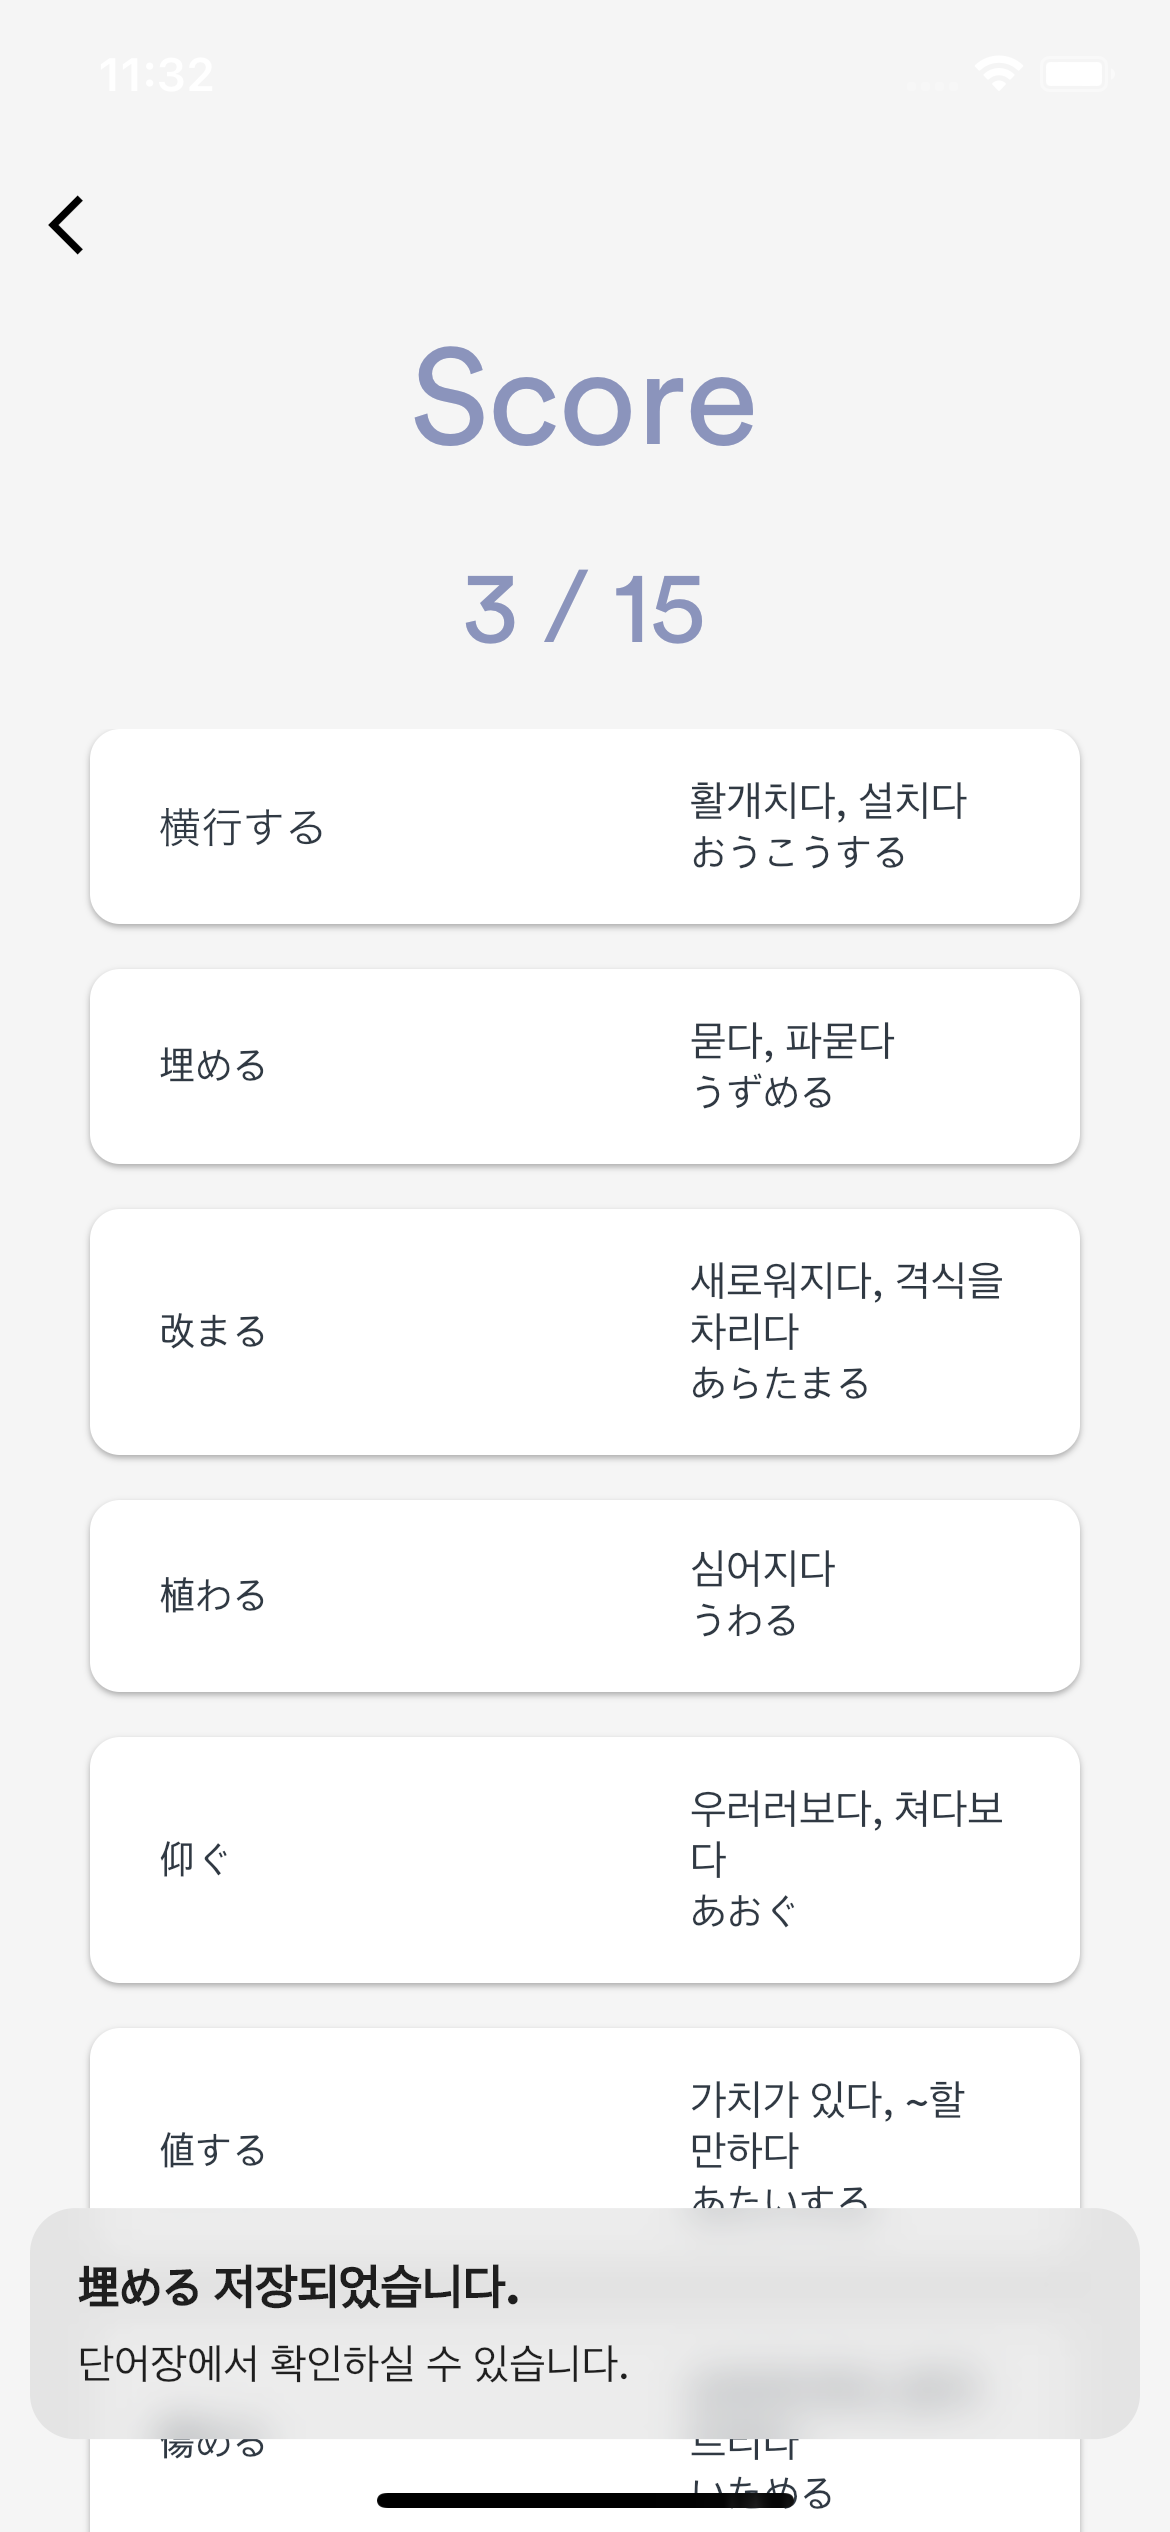 11:32
Score
3 / 15
横行する
활개치다, 설치다
おうこうする
埋める
묻다, 파묻다
うずめる
改まる
새로워지다, 격식을
차리다
あらたまる
植わる
심어지다
うわる
仰ぐ
우러러보다, 쳐다보
다
あおぐ
値する
가치가 있다, ~할
만하다
あたいする
埋める 저장되었습니다.
단어장에서 확인하실 수 있습니다.
傷める
いためる